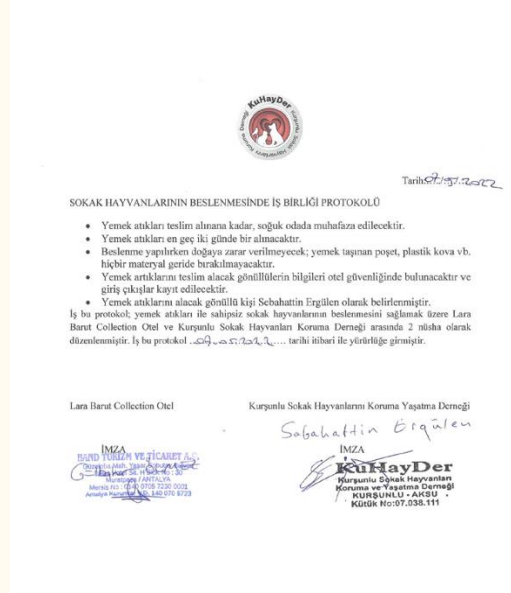 KuHayDer
Tarih:
SOKAK HAYVANLARININ BESLENMESİNDE İŞ BİRLİĞİ PROTOKOLÜ
• Yemek atıkları teslim alınana kadar, soğuk odada muhafaza edilecektir.
• Yemek atıkları en geç iki günde bir alınacaktır.
• Beslenme yapılırken doğaya zarar verilmeyecek; yemek taşınan poşet, plastik kova vb.
hiçbir materyal geride bırakılmayacaktır.
• Yemek artıklarını teslim alacak gönüllülerin bilgileri otel güvenliğinde bulunacaktır ve
giriş çıkışlar kayıt edilecektir.
• Yemek atıklarını alacak gönüllü kişi Sebahattin Ergülen olarak belirlenmiştir.
İş bu protokol; yemek atıkları ile sahipsiz sokak hayvanlarının beslenmesini sağlamak üzere Lara
Barut Collection Otel ve Kurşunlu Sokak Hayvanları Koruma Derneği arasında 2 nüsha olarak
düzenlenmiştir. İş bu protokol .. 07.05.2022 .... tarihi itibari ile yürürlüğe girmiştir.
Lara Barut Collection Otel
Kurşunlu Sokak Hayvanlarını Koruma Yaşatma Derneği
Sabahattin Ergülen
İMZA
VE TİCARET A.Ş.
ANTALYA
İMZA
KuHayDer
Kurşunlu Sokak Hayvanları
Koruma ve Yaşatma Derneği
KURŞUNLU - AKSU
Kütük No:07.038.111